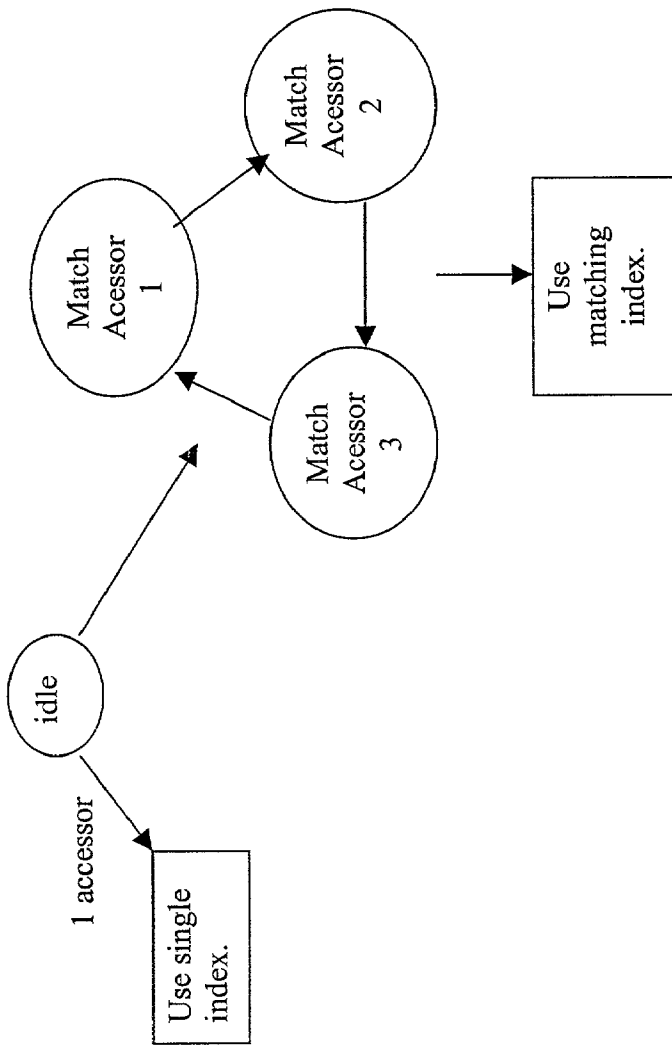 idle
1 accessor
Use single
index.
Match
Acessor
1
Match
Acessor
2
Match
Acessor
3
Use
matching
index.